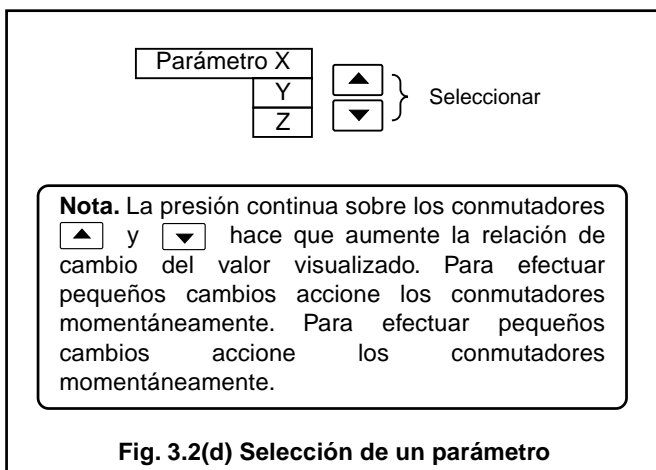 Parámetro X
Y
Z
Seleccionar
Nota. La presión continua sobre los conmutadores
▲ y ▼ hace que aumente la relación de
cambio del valor visualizado. Para efectuar
pequeños cambios accione los conmutadores
momentáneamente. Para efectuar pequeños
cambios accione los conmutadores
momentáneamente.
Fig. 3.2(d) Selección de un parámetro